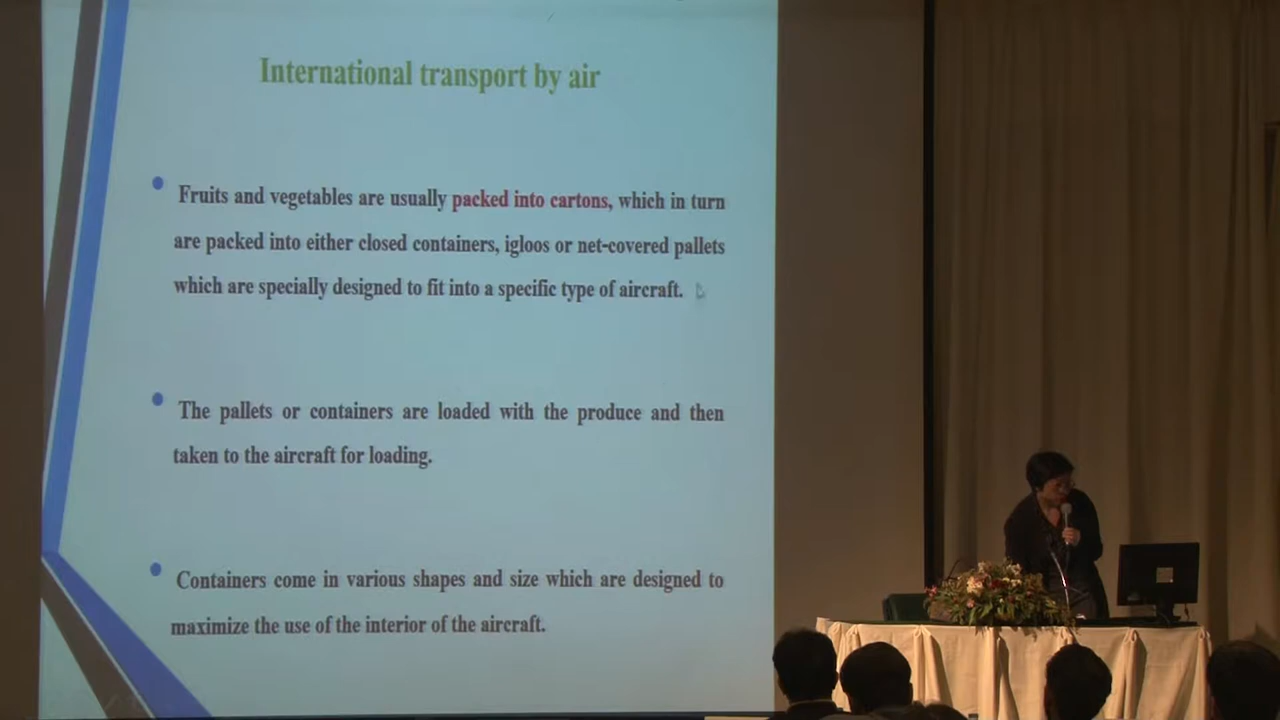 International transport by air
Fruits and vegetables are usually packed into cartons, which in turn
are packed into either closed containers, igloos or net-covered pallets
which are specially designed to fit into a specific type of aircraft.
The pallets or containers are loaded with the produce and then
taken to the aircraft for loading.
Containers come in various shapes and size which are designed to
maximize the use of the interior of the aircraft.